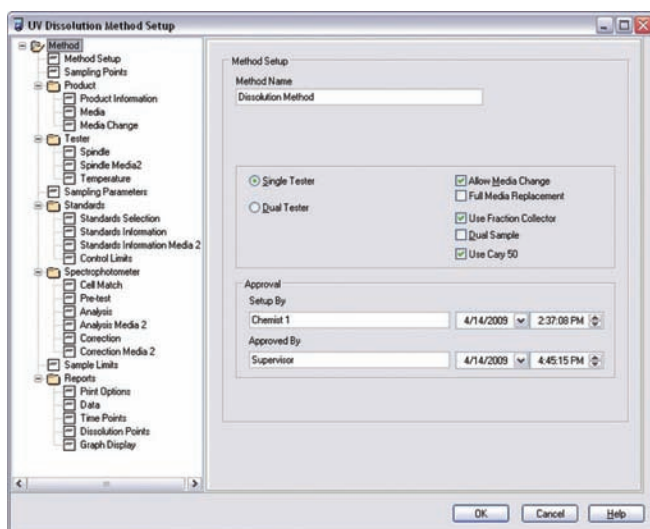 UV Dissolution Method Setup
Method
Method Setup
Sampling Points
Product
Product Information
Media
Media Change
Tester
Spindle
Spindle Media2
Temperature
Sampling Parameters
Standards
Standards Selection
Standards Information
Standards Information Media 2
Control Limits
Spectrophotometer
Cell Match
Pre-test
Analysis
Analysis Media 2
Correction
Correction Media 2
Sample Limits
Reports
Print Options
Data
Time Points
Dissolution Points
Graph Display
Method Setup
Method Name
Dissolution Method
Single Tester
Dual Tester
Allow Media Change
Full Media Replacement
Use Fraction Collector
Dual Sample
Use Cary 50
Approval
Setup By
Chemist 1 4/14/2009 2:37:08 PM
Approved By
Supervisor 4/14/2009 4:45:15 PM
OK Cancel Help